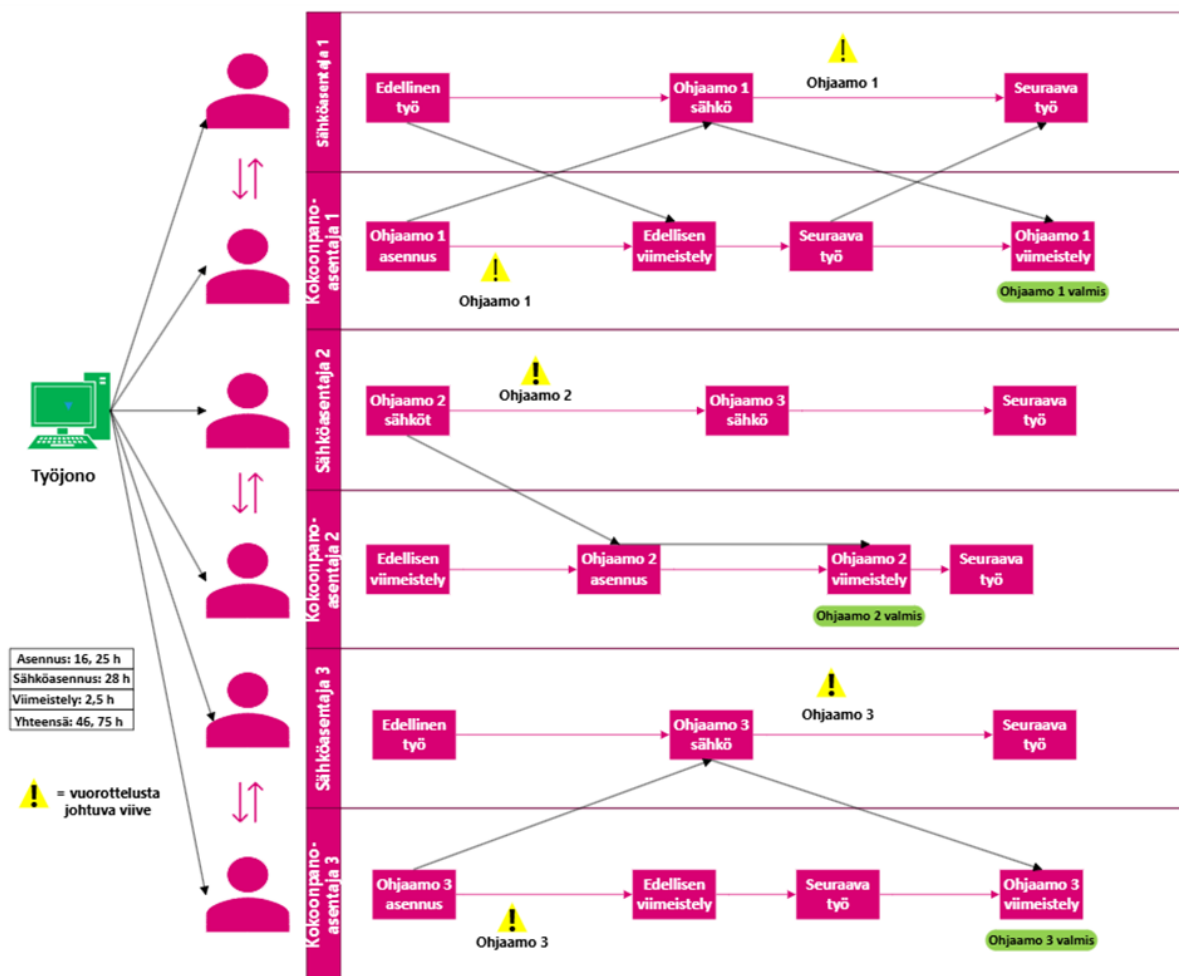 Sähköasentaja 1
Edellinen
työ
Ohjaamo 1
sähkö
Ohjaamo 1
Seuraava
työ
Kokoonpano-
asentaja 1
Ohjaamo 1
asennus
Ohjaamo 1
Edellisen
viimeistely
Seuraava
työ
Ohjaamo 1
viimeistely
Ohjaamo 1 valmis
Työjono
Sähköasentaja 2
Ohjaamo 2
sähköt
Ohjaamo 2
Ohjaamo 3
sähkö
Seuraava
työ
Kokoonpano-
asentaja 2
Edellisen
viimeistely
Ohjaamo 2
asennus
Ohjaamo 2
viimeistely
Ohjaamo 2 valmis
Seuraava
työ
Asennus: 16, 25 h
Sähköasennus: 28 h
Viimeistely: 2,5 h
Yhteensä: 46, 75 h
= vuorottelusta
johtuva viive
Sähköasentaja 3
Edellinen
työ
Ohjaamo 3
sähkö
Ohjaamo 3
Seuraava
työ
Kokoonpano-
asentaja 3
Ohjaamo 3
asennus
Ohjaamo 3
Edellisen
viimeistely
Seuraava
työ
Ohjaamo 3
viimeistely
Ohjaamo 3 valmis